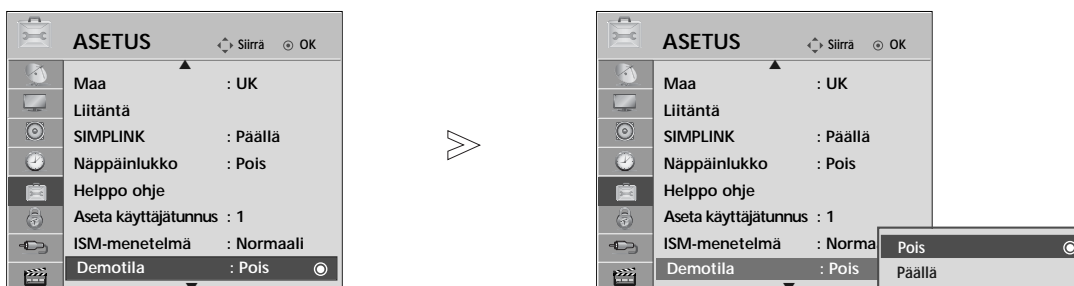 ASETUS Siirrä OK
Maa : UK
Liitäntä
SIMPLINK : Päällä
Näppäinlukko : Pois
Helppo ohje
Aseta käyttäjätunnus : 1
ISM-menetelmä : Normaali
Demotila : Pois
ASETUS Siirrä OK
Maa : UK
Liitäntä
SIMPLINK : Päällä
Näppäinlukko : Pois
Helppo ohje
Aseta käyttäjätunnus : 1
ISM-menetelmä : Norma
Demotila : Pois
Pois
Päällä